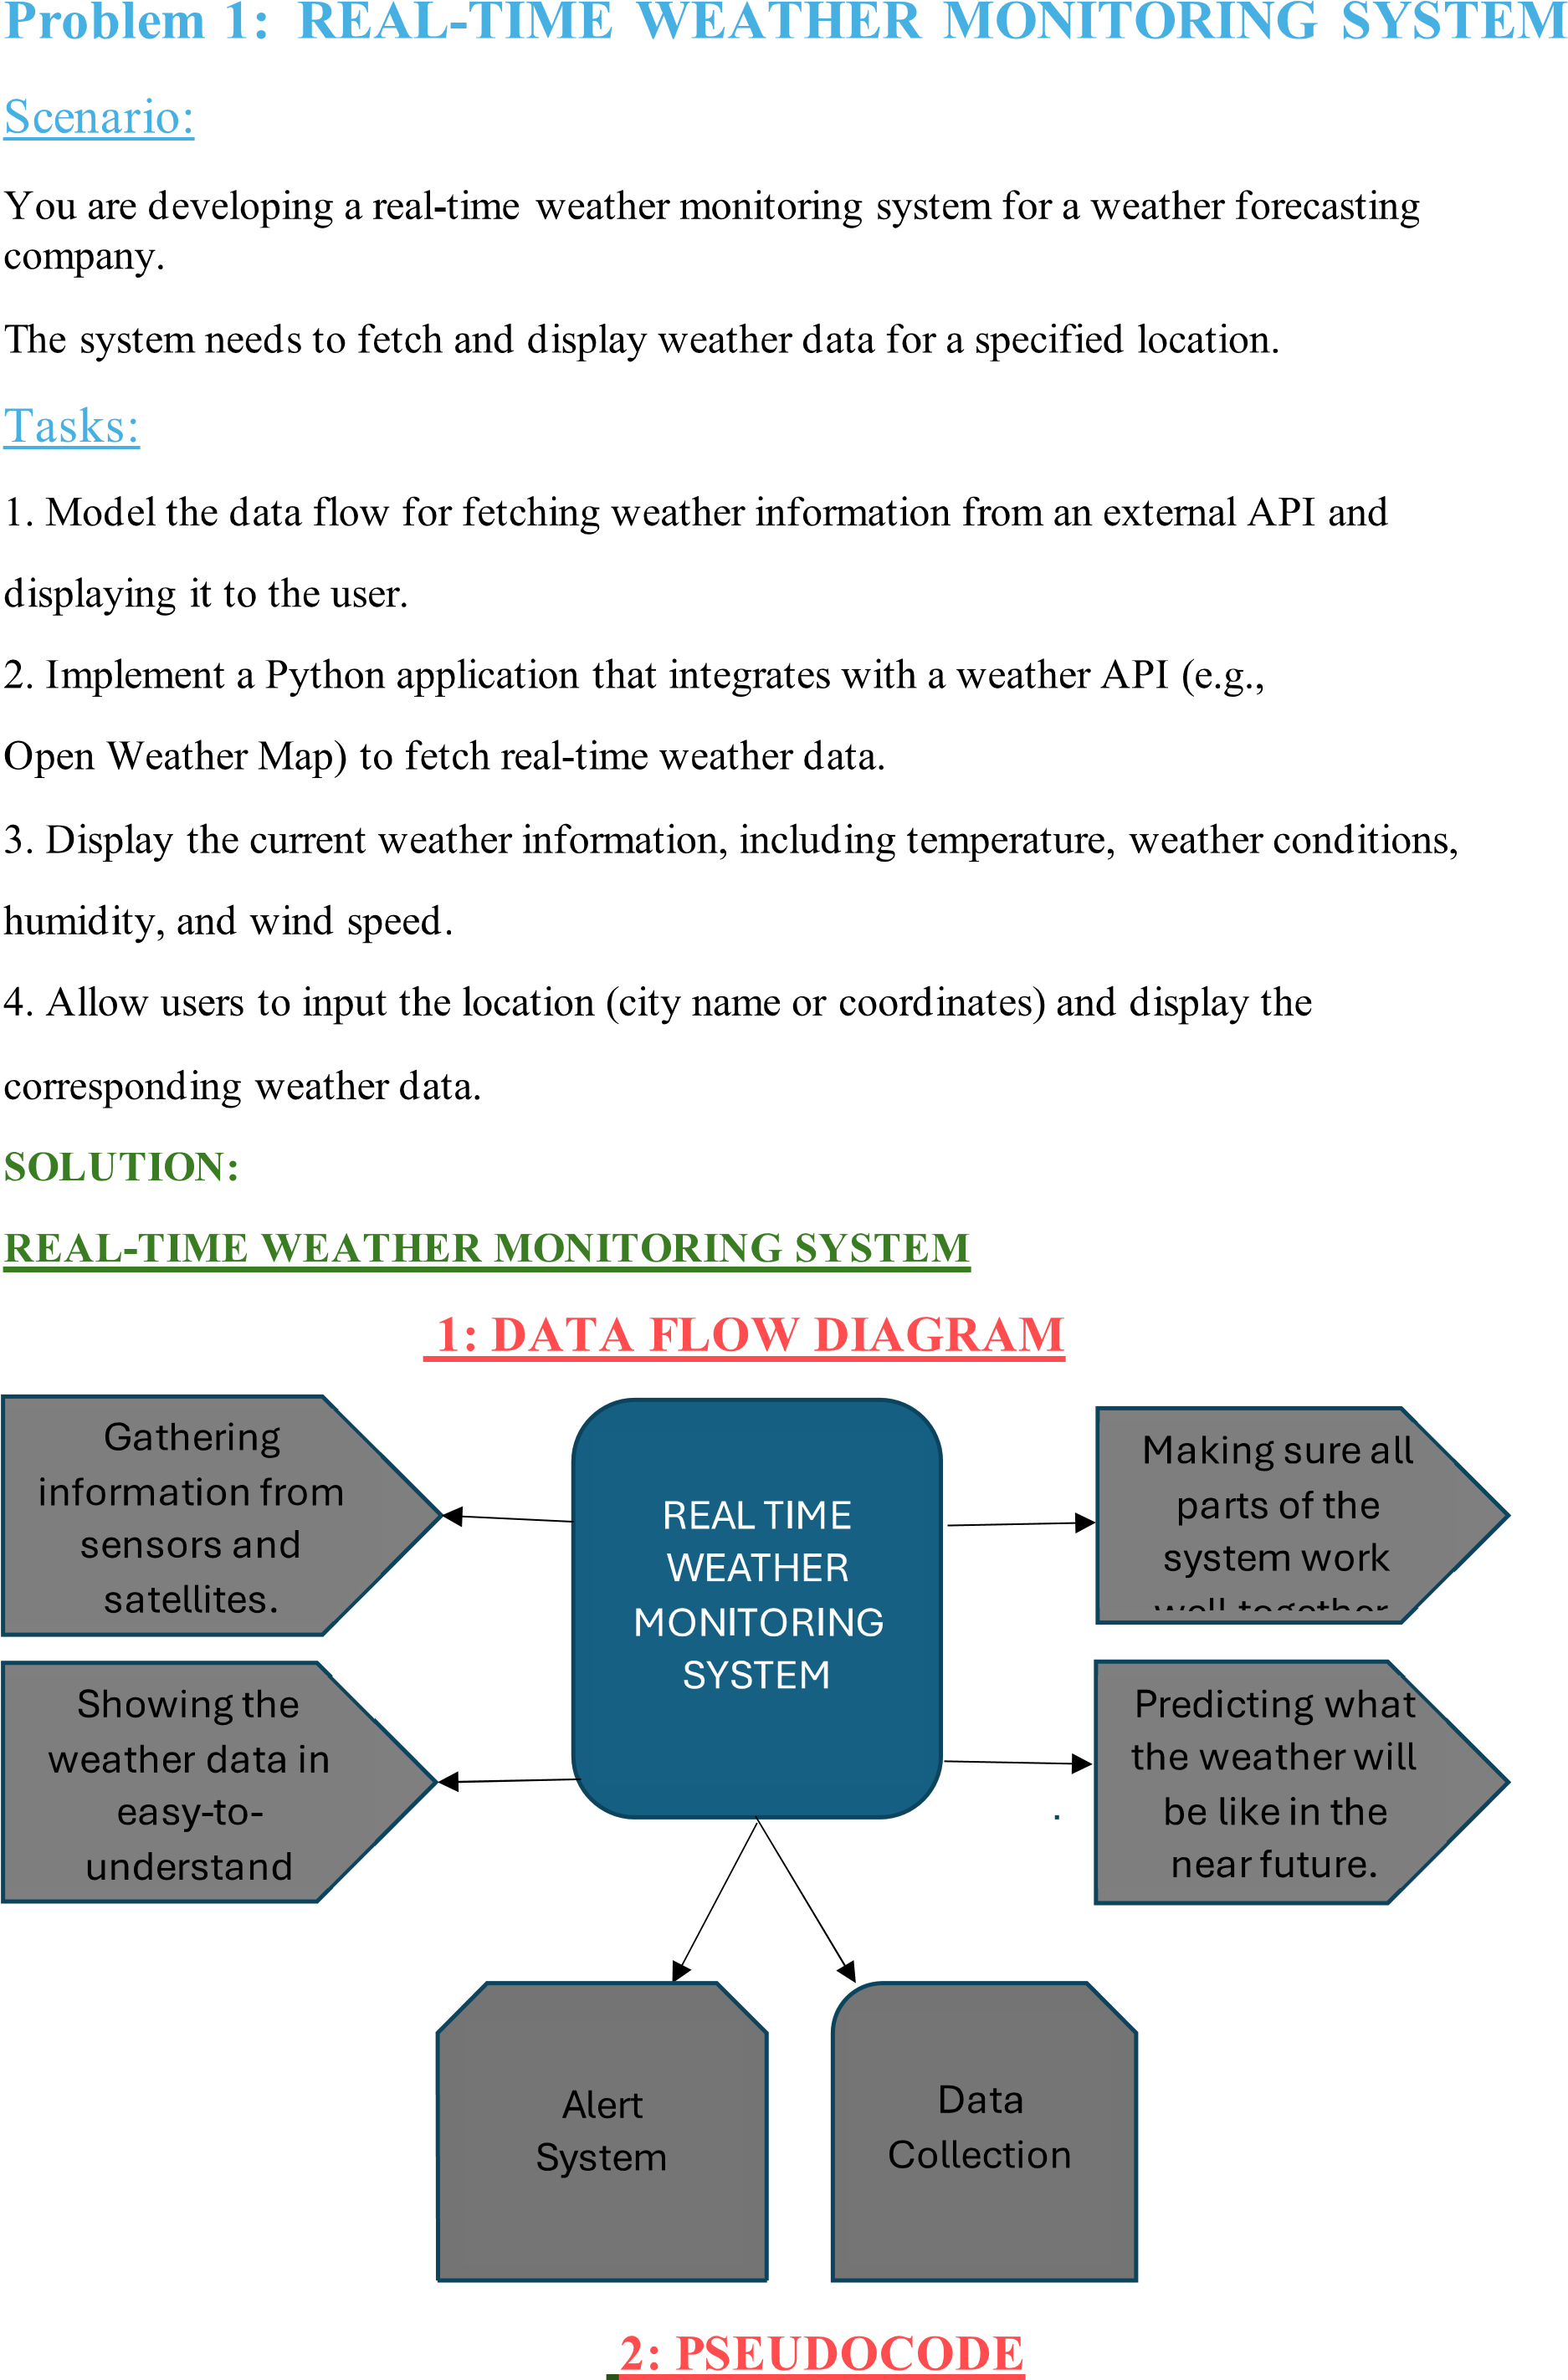 Problem 1: REAL-TIME WEATHER MONITORING SYSTEM
Scenario:
You are developing a real-time weather monitoring system for a weather forecasting
company.
The system needs to fetch and display weather data for a specified location.
Tasks:
1. Model the data flow for fetching weather information from an external API and
displaying it to the user.
2. Implement a Python application that integrates with a weather API (e.g.,
Open Weather Map) to fetch real-time weather data.
3. Display the current weather information, including temperature, weather conditions,
humidity, and wind speed.
4. Allow users to input the location (city name or coordinates) and display the
corresponding weather data.
SOLUTION:
REAL-TIME WEATHER MONITORING SYSTEM
1: DATA FLOW DIAGRAM
Gathering
information from
sensors and
satellites.
REAL TIME
WEATHER
MONITORING
SYSTEM
Making sure all
parts of the
system work
well together
Showing the
weather data in
easy-to-
understand
Predicting what
the weather will
be like in the
near future.
Alert
System
Data
Collection
2: PSEUDOCODE